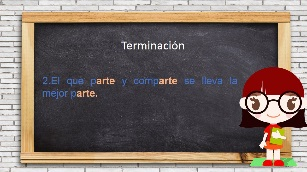 Terminación
2.El que parte y comparte se lleva la
mejor parte.